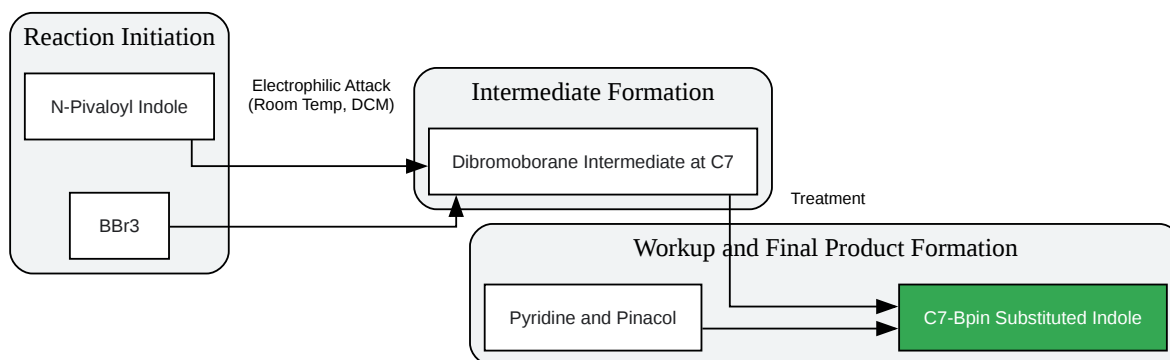 Reaction Initiation
N-Pivaloyl Indole
BBr3
Electrophilic Attack
(Room Temp, DCM)
Intermediate Formation
Dibromoborane Intermediate at C7
Treatment
Workup and Final Product Formation
Pyridine and Pinacol
C7-Bpin Substituted Indole